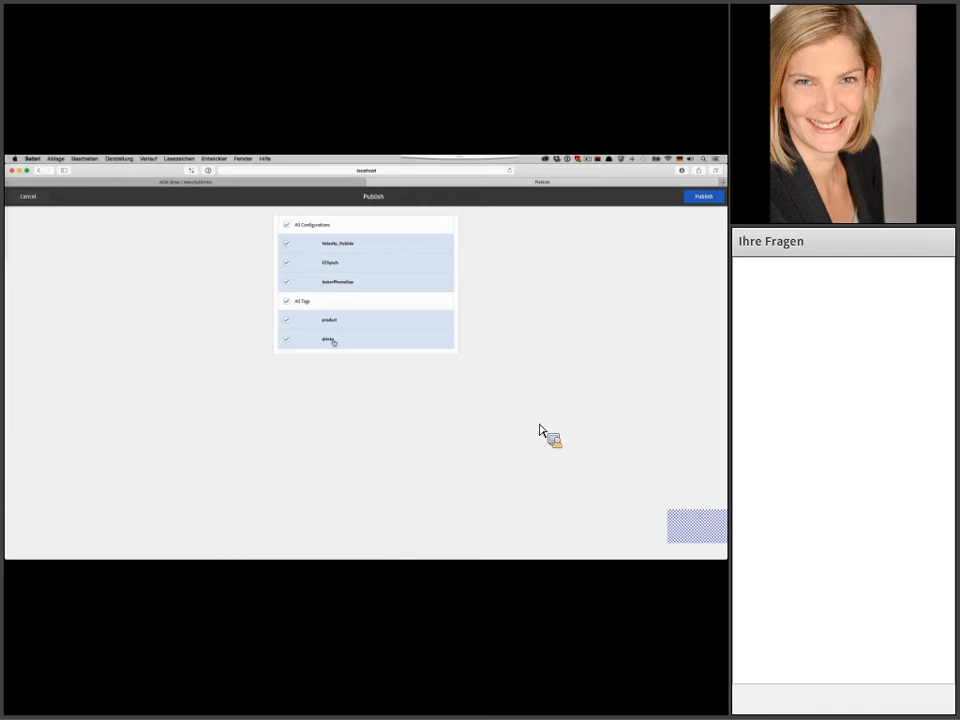 Safari Ablage Bearbeiten Darstellung Verlauf Lesezeichen Entwickler Fenster Hilfe
localhost
Publish
Cancel
Publish
Publish
All Configurations
Velocity_Publish
All Tags
product
drinks
Ihre Fragen